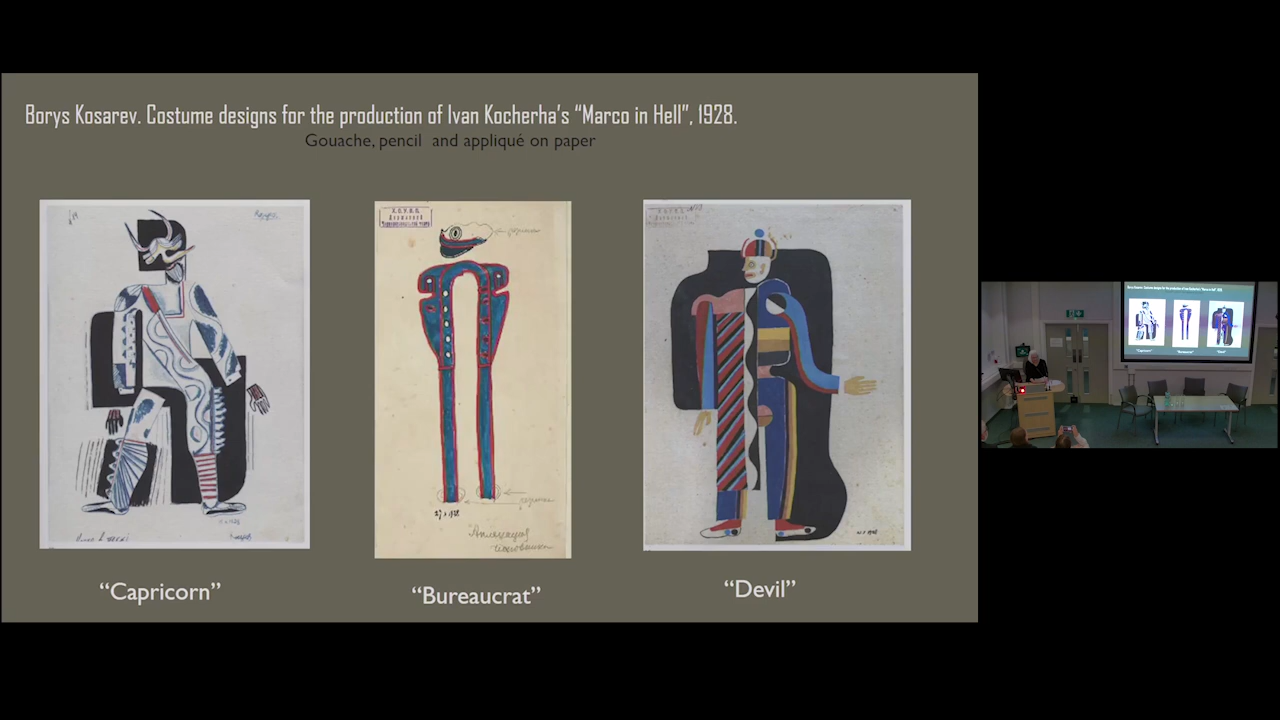 Borys Kosarev. Costume designs for the production of Ivan Kocherha's “Marco in Hell”, 1928.
Gouache, pencil and appliqué on paper
“Capricorn”
“Bureaucrat”
“Devil”